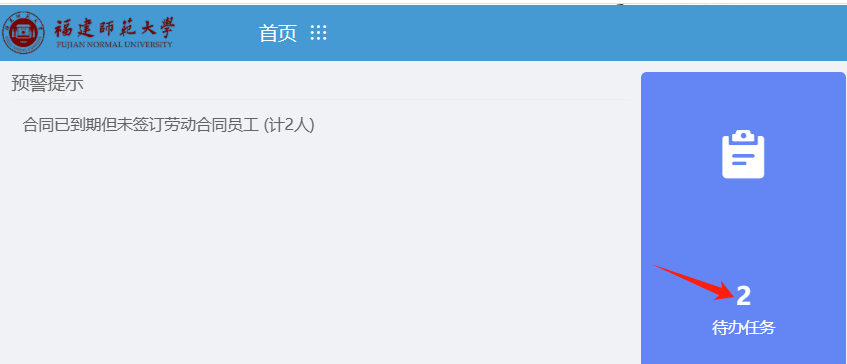 福建师范大学
FUJIAN NORMAL UNIVERSITY
首页
预警提示
合同已到期但未签订劳动合同员工 (计2人)
2
待办任务